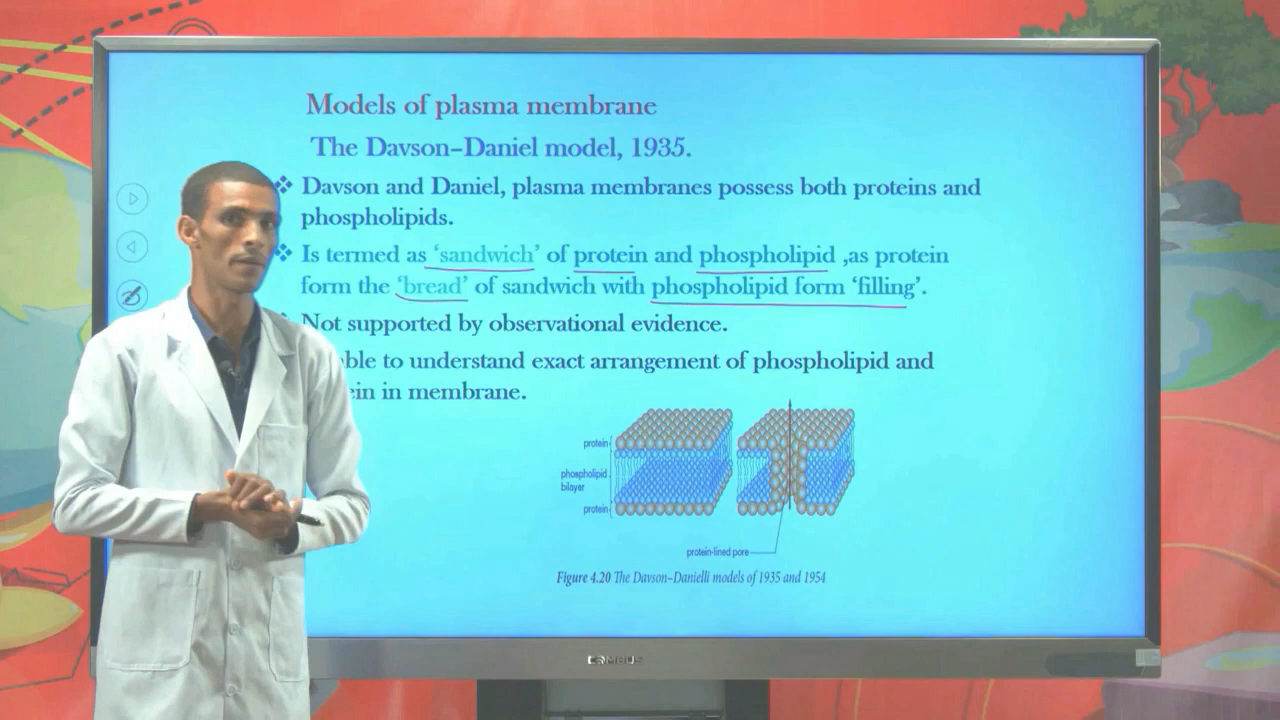 Models of plasma membrane
The Davson–Daniel model, 1935.
❖ Davson and Daniel, plasma membranes possess both proteins and
phospholipids.
❖ Is termed as ‘sandwich’ of protein and phospholipid ,as protein
form the ‘bread’ of sandwich with phospholipid form ‘filling’.
Not supported by observational evidence.
to understand exact arrangement of phospholipid and
in membrane.
protein
phospholipid
bilayer
protein
protein-lined pore
Figure 4.20 The Davson–Danielli models of 1935 and 1954